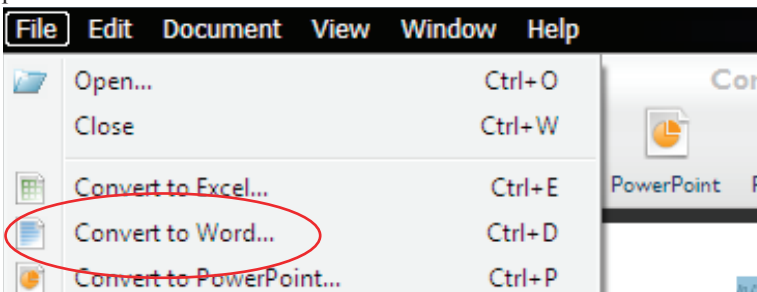 File Edit Document View Window Help
Open... Ctrl+O
Close Ctrl+W
Convert to Excel... Ctrl+E
PowerPoint
Convert to Word... Ctrl+D
Convert to PowerPoint... Ctrl+P